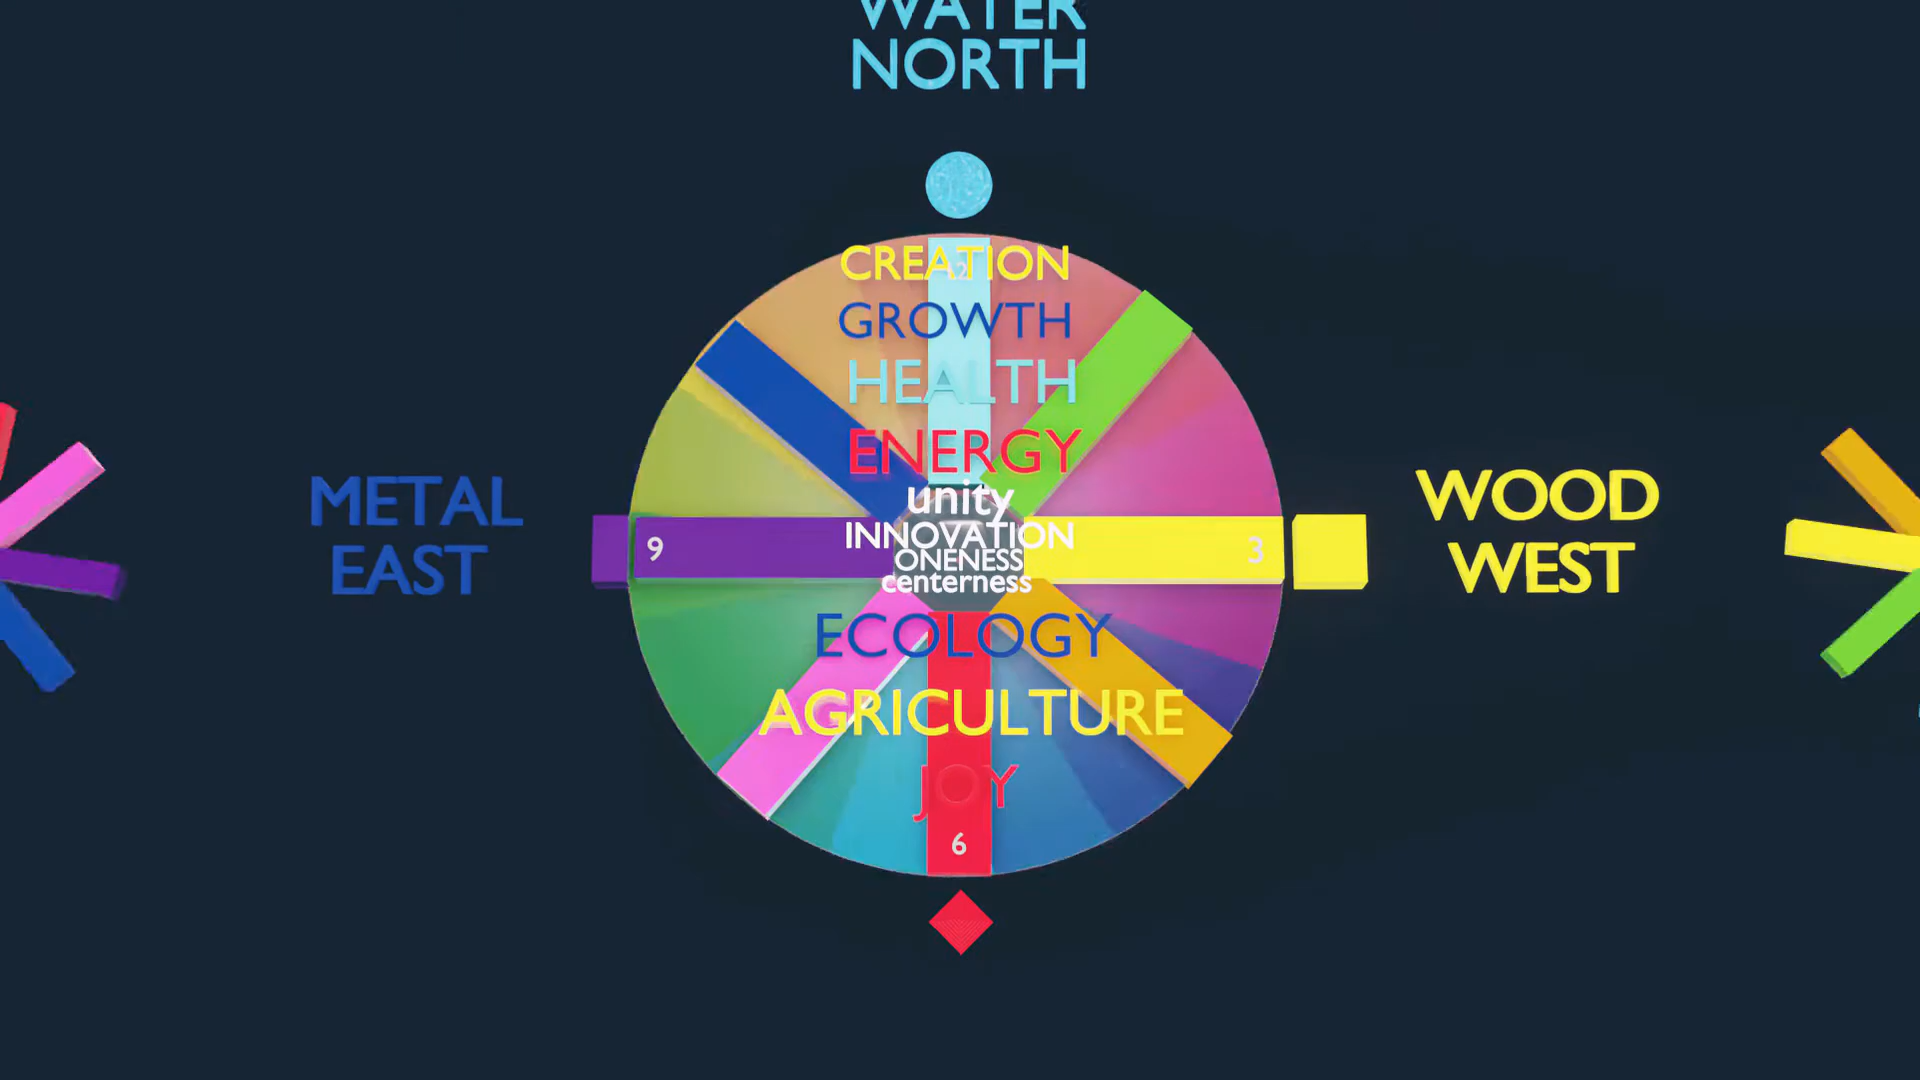 WATER
NORTH
CREATION
12
GROWTH
HEALTH
ENERGY
unity
METAL
EAST
9
INNOVATION
ONENESS
centerness
3
WOOD
WEST
ECOLOGY
AGRICULTURE
JOY
6